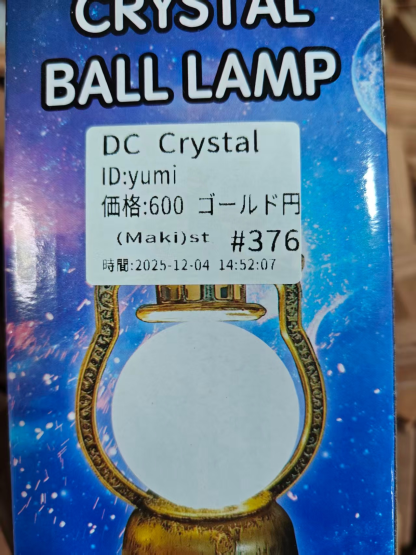 CRYSTAL
BALL LAMP
DC Crystal
ID:yumi
価格:600 ゴールド円
(Maki)st #376
時間:2025-12-04 14:52:07